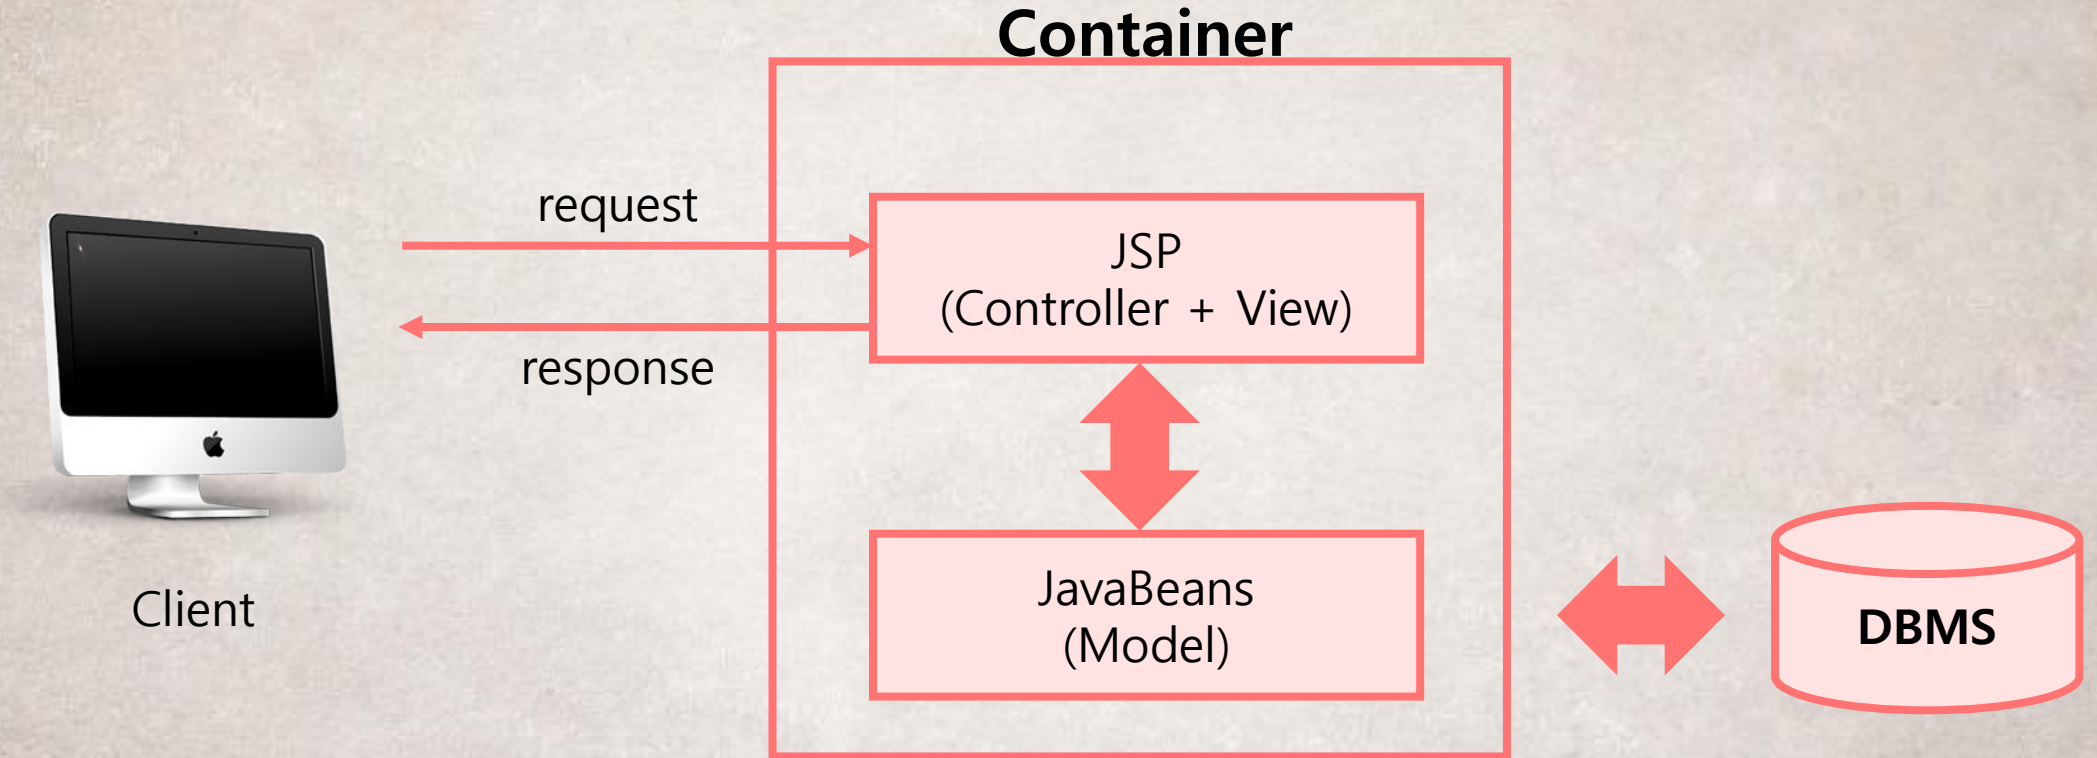 Container
request
JSP
(Controller + View)
response
JavaBeans
(Model)
Client
DBMS